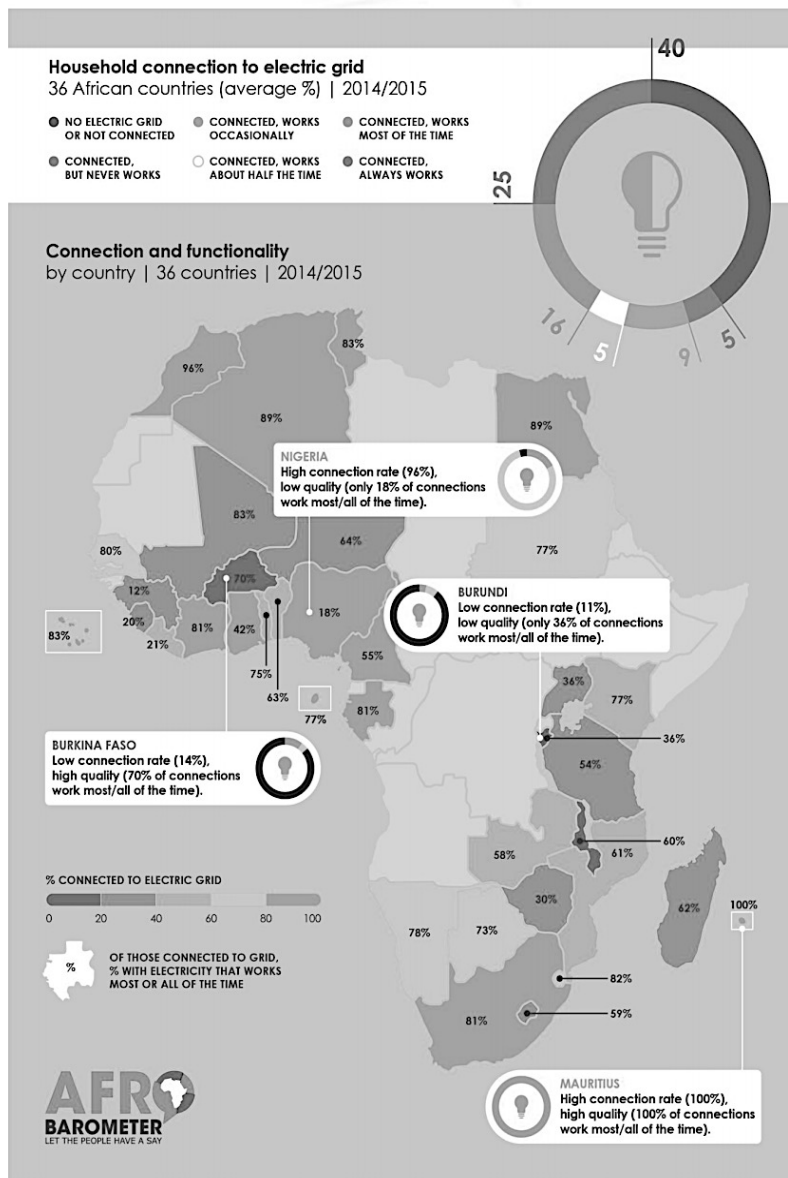 Household connection to electric grid
36 African countries (average %) | 2014/2015
NO ELECTRIC GRID
OR NOT CONNECTED
CONNECTED, WORKS
OCCASIONALLY
CONNECTED, WORKS
MOST OF THE TIME
CONNECTED,
BUT NEVER WORKS
CONNECTED, WORKS
ABOUT HALF THE TIME
CONNECTED,
ALWAYS WORKS
40
25
16
5
9
5
Connection and functionality
by country | 36 countries | 2014/2015
83%
96%
89%
89%
NIGERIA
High connection rate (96%),
low quality (only 18% of connections
work most/all of the time).
83%
64%
80%
77%
70%
12%
BURUNDI
Low connection rate (11%),
low quality (only 36% of connections
work most/all of the time).
18%
20%
83%
21%
81%
42%
55%
75%
63%
77%
81%
36%
77%
36%
54%
BURKINA FASO
Low connection rate (14%),
high quality (70% of connections
work most/all of the time).
60%
58%
61%
% CONNECTED TO ELECTRIC GRID
0 20 40 60 80 100
30%
62%
100%
78%
73%
%
OF THOSE CONNECTED TO GRID,
% WITH ELECTRICITY THAT WORKS
MOST OR ALL OF THE TIME
82%
59%
81%
AFRO
BAROMETER
LET THE PEOPLE HAVE A SAY
MAURITIUS
High connection rate (100%),
high quality (100% of connections
work most/all of the time).